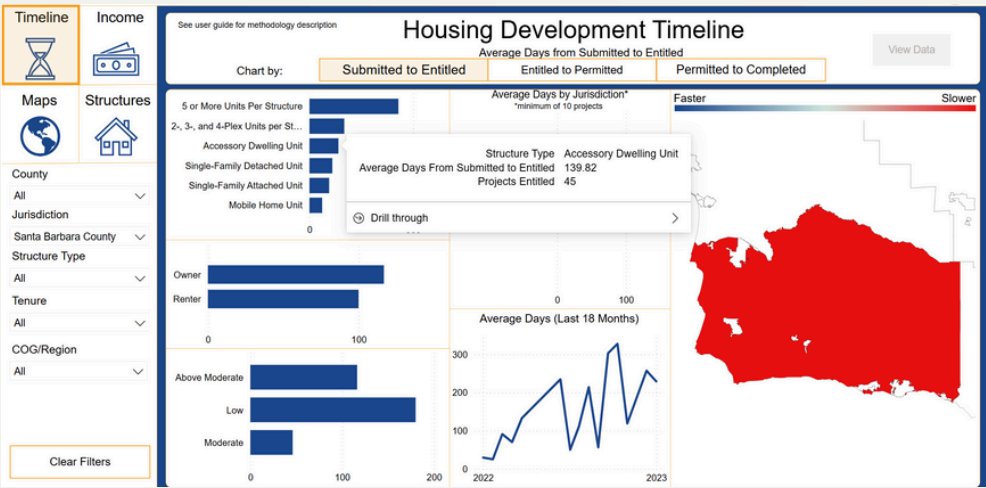 Timeline
Income
Maps
Structures
County
All
Jurisdiction
Santa Barbara County
Structure Type
All
Tenure
All
COG/Region
All
Clear Filters
See user guide for methodology description
Housing Development Timeline
Average Days from Submitted to Entitled
View Data
Chart by:
Submitted to Entitled
Entitled to Permitted
Permitted to Completed
5 or More Units Per Structure
2-, 3-, and 4-Plex Units per St...
Accessory Dwelling Unit
Single-Family Detached Unit
Single-Family Attached Unit
Mobile Home Unit
0
Average Days by Jurisdiction*
*minimum of 10 projects
Structure Type Accessory Dwelling Unit
Average Days From Submitted to Entitled 139.82
Projects Entitled 45
Drill through
0 100
Owner
Renter
0 100
Above Moderate
Low
Moderate
0 100 200
Average Days (Last 18 Months)
300
200
100
0
2022 2023
Faster Slower